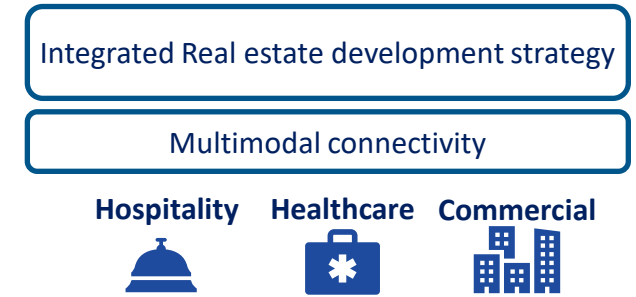 Integrated Real estate development strategy
Multimodal connectivity
Hospitality Healthcare Commercial